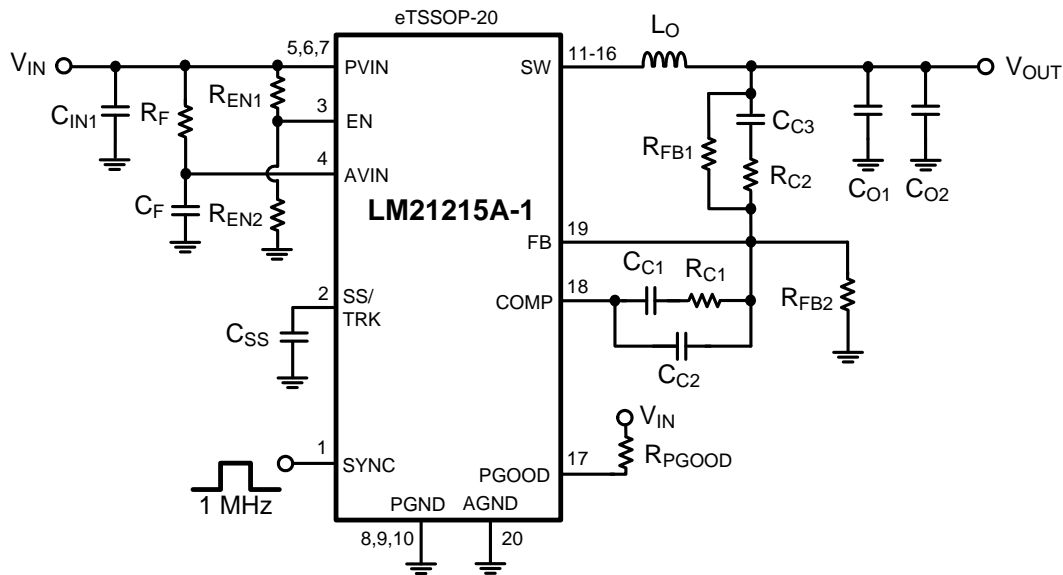 eTSSOP-20
V_IN
5,6,7
PVIN
SW
11-16
L_O
V_OUT
C_IN1
R_F
R_EN1
3
EN
4
AVIN
C_F
R_EN2
LM21215A-1
R_FB1
C_C3
R_C2
C_O1
C_O2
FB
19
C_C1
R_C1
COMP
18
C_C2
R_FB2
2
SS/
TRK
C_SS
V_IN
R_PGOOD
PGOOD
17
1
SYNC
1 MHz
PGND
AGND
8,9,10
20